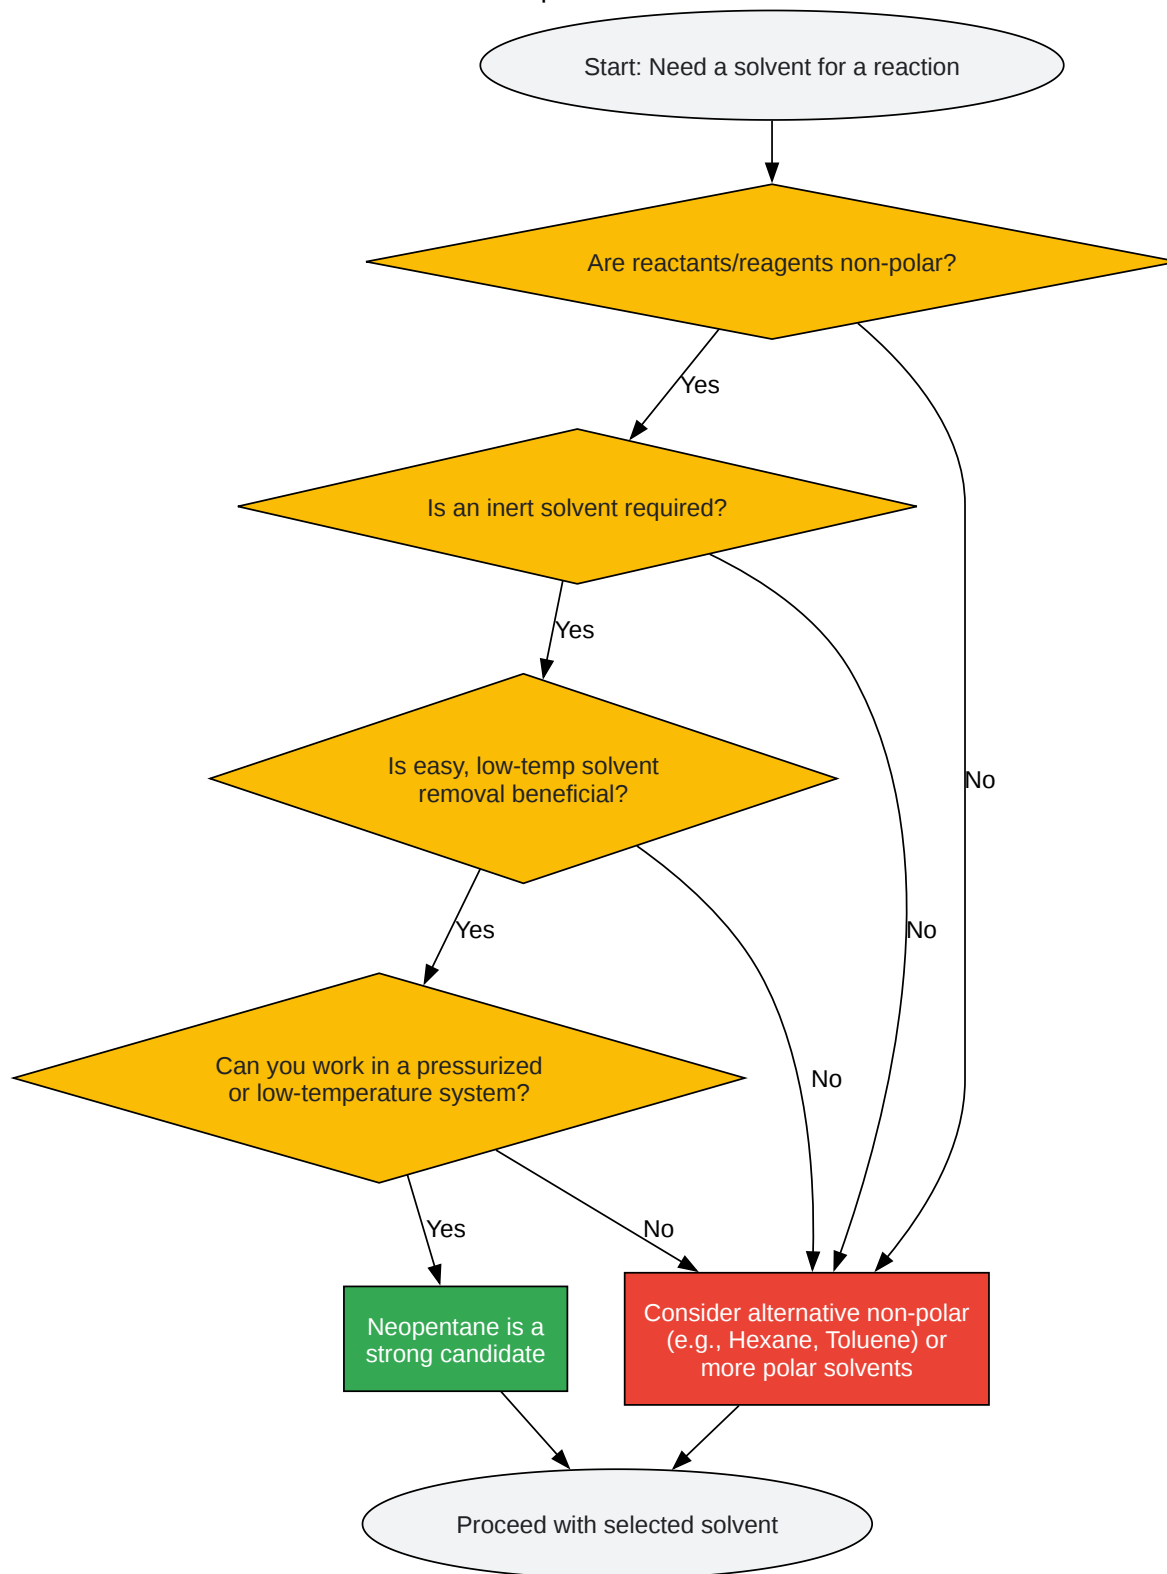 Start: Need a solvent for a reaction
Are reactants/reagents non-polar?
Yes
Is an inert solvent required?
Yes
Is easy, low-temp solvent
removal beneficial?
No
Yes
No
Can you work in a pressurized
or low-temperature system?
No
Yes
No
Neopentane is a
strong candidate
Consider alternative non-polar
(e.g., Hexane, Toluene) or
more polar solvents
Proceed with selected solvent